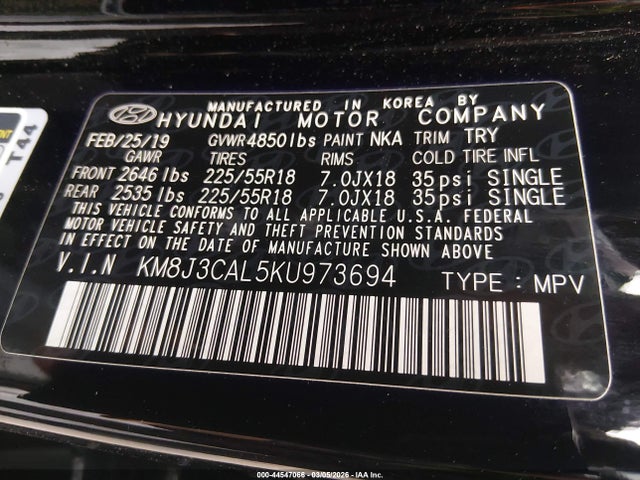 MANUFACTURED IN KOREA BY
HYUNDAI MOTOR COMPANY
FEB/25/19 GVWR 4850lbs PAINT NKA TRIM TRY
GAWR TIRES RIMS COLD TIRE INFL
FRONT 2646 lbs 225/55R18 7.0JX18 35psi SINGLE
REAR 2535 lbs 225/55R18 7.0JX18 35psi SINGLE
THIS VEHICLE CONFORMS TO ALL APPLICABLE U.S.A. FEDERAL
MOTOR VEHICLE SAFETY AND THEFT PREVENTION STANDARDS
IN EFFECT ON THE DATE OF MANUFACTURE SHOWN ABOVE
V.I.N KM8J3CAL5KU973694 TYPE : MPV
T44
000-44547066 - 03/05/2026 - IAA Inc.